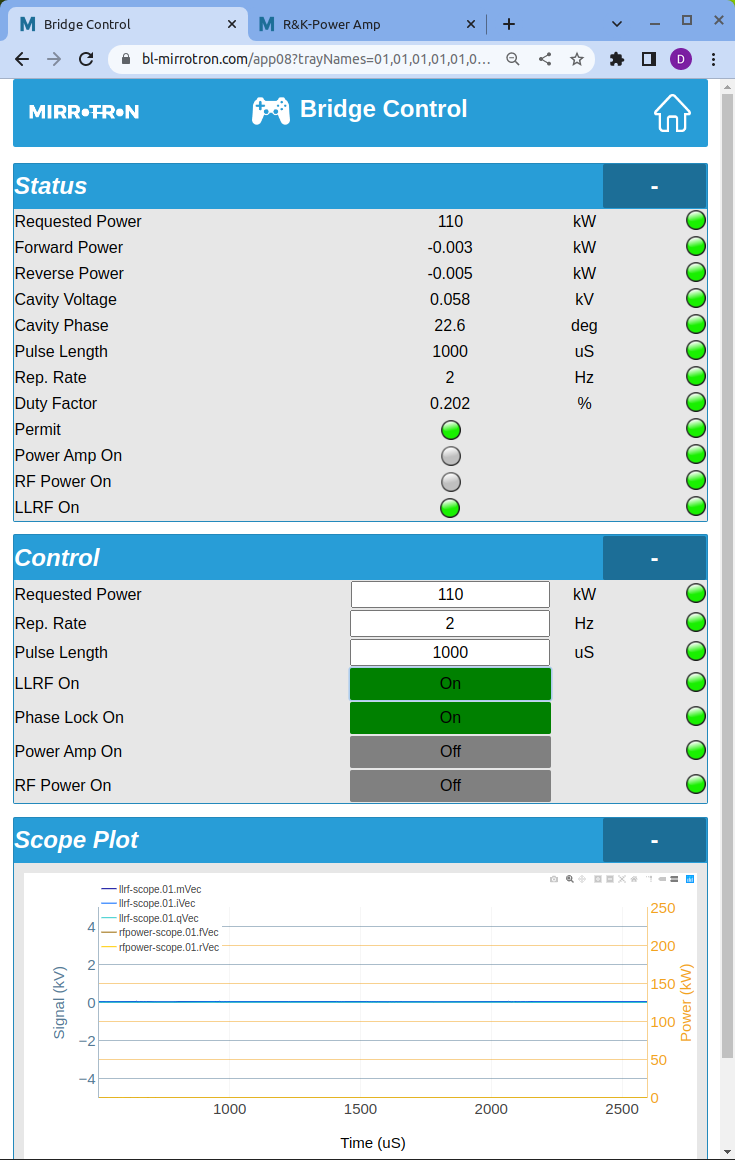 Bridge Control
R&K-Power Amp
D
bl-mirrotron.com/app08?trayNames=01,01,01,01,01,0...
MIRROTRON
Bridge Control
Status -
Requested Power 110 kW
Forward Power -0.003 kW
Reverse Power -0.005 kW
Cavity Voltage 0.058 kV
Cavity Phase 22.6 deg
Pulse Length 1000 uS
Rep. Rate 2 Hz
Duty Factor 0.202 %
Permit
Power Amp On
RF Power On
LLRF On
Control -
Requested Power 110 kW
Rep. Rate 2 Hz
Pulse Length 1000 uS
LLRF On On
Phase Lock On On
Power Amp On Off
RF Power On Off
Scope Plot -
llrf-scope.01.mVec
llrf-scope.01.iVec
llrf-scope.01.qVec
rfpower-scope.01.fVec
rfpower-scope.01.rVec
4
2
0
−2
−4
Signal (kV)
250
200
150
100
50
0
Power (kW)
1000 1500 2000 2500
Time (uS)